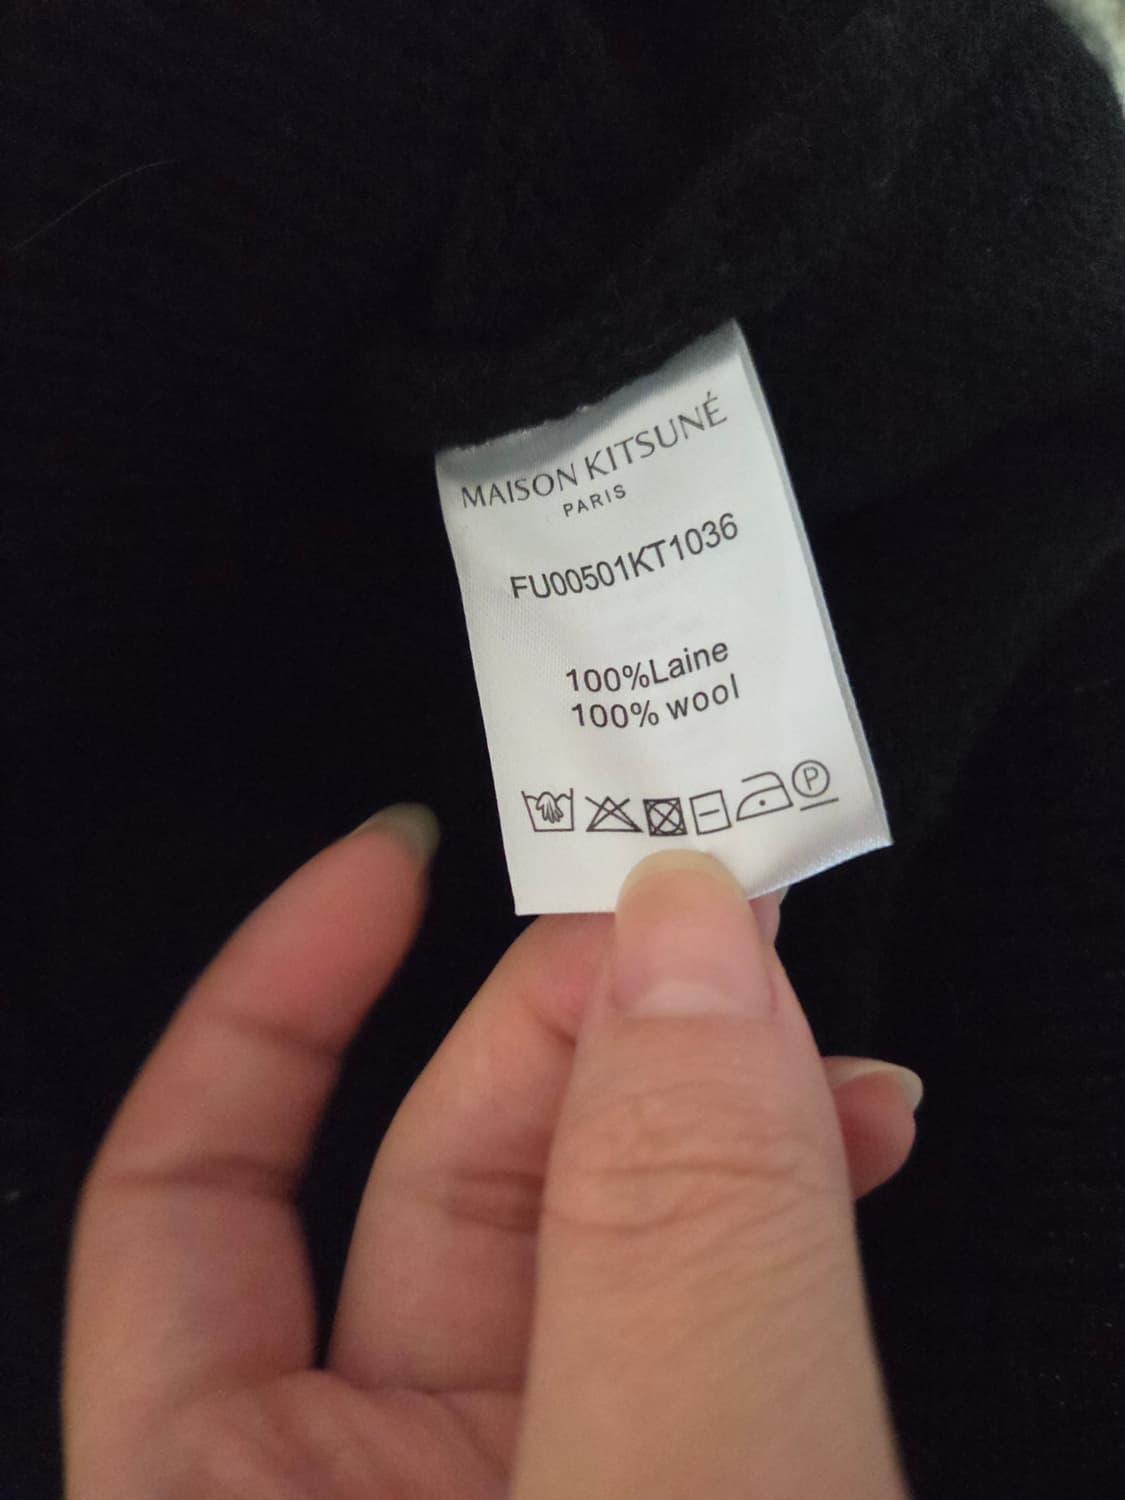 MAISON KITSUNÉ
PARIS
FU00501KT1036
100%Laine
100% wool
P